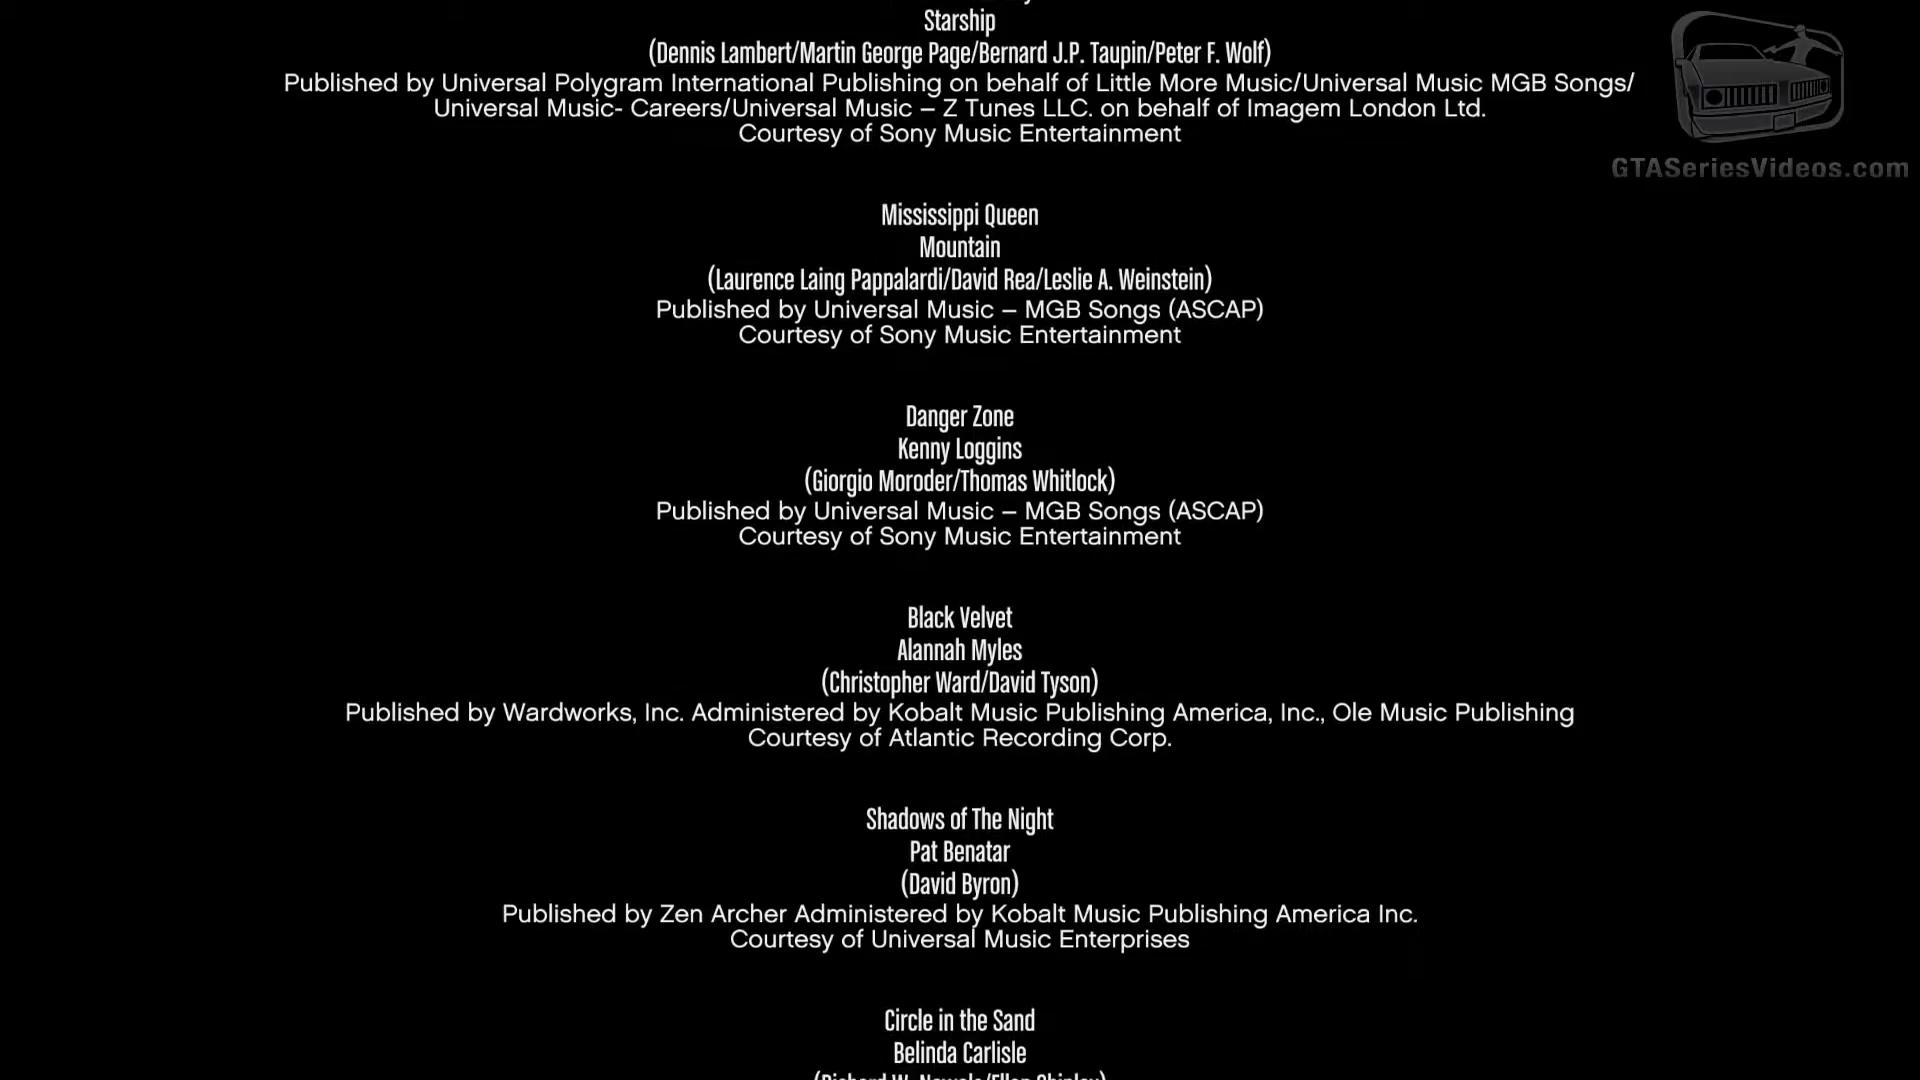 Starship
(Dennis Lambert/Martin George Page/Bernard J.P. Taupin/Peter F. Wolf)
Published by Universal Polygram International Publishing on behalf of Little More Music/Universal Music MGB Songs/
Universal Music- Careers/Universal Music – Z Tunes LLC. on behalf of Imagem London Ltd.
Courtesy of Sony Music Entertainment
GTASeriesVideos.com
Mississippi Queen
Mountain
(Laurence Laing Pappalardi/David Rea/Leslie A. Weinstein)
Published by Universal Music – MGB Songs (ASCAP)
Courtesy of Sony Music Entertainment
Danger Zone
Kenny Loggins
(Giorgio Moroder/Thomas Whitlock)
Published by Universal Music – MGB Songs (ASCAP)
Courtesy of Sony Music Entertainment
Black Velvet
Alannah Myles
(Christopher Ward/David Tyson)
Published by Wardworks, Inc. Administered by Kobalt Music Publishing America, Inc., Ole Music Publishing
Courtesy of Atlantic Recording Corp.
Shadows of The Night
Pat Benatar
(David Byron)
Published by Zen Archer Administered by Kobalt Music Publishing America Inc.
Courtesy of Universal Music Enterprises
Circle in the Sand
Belinda Carlisle